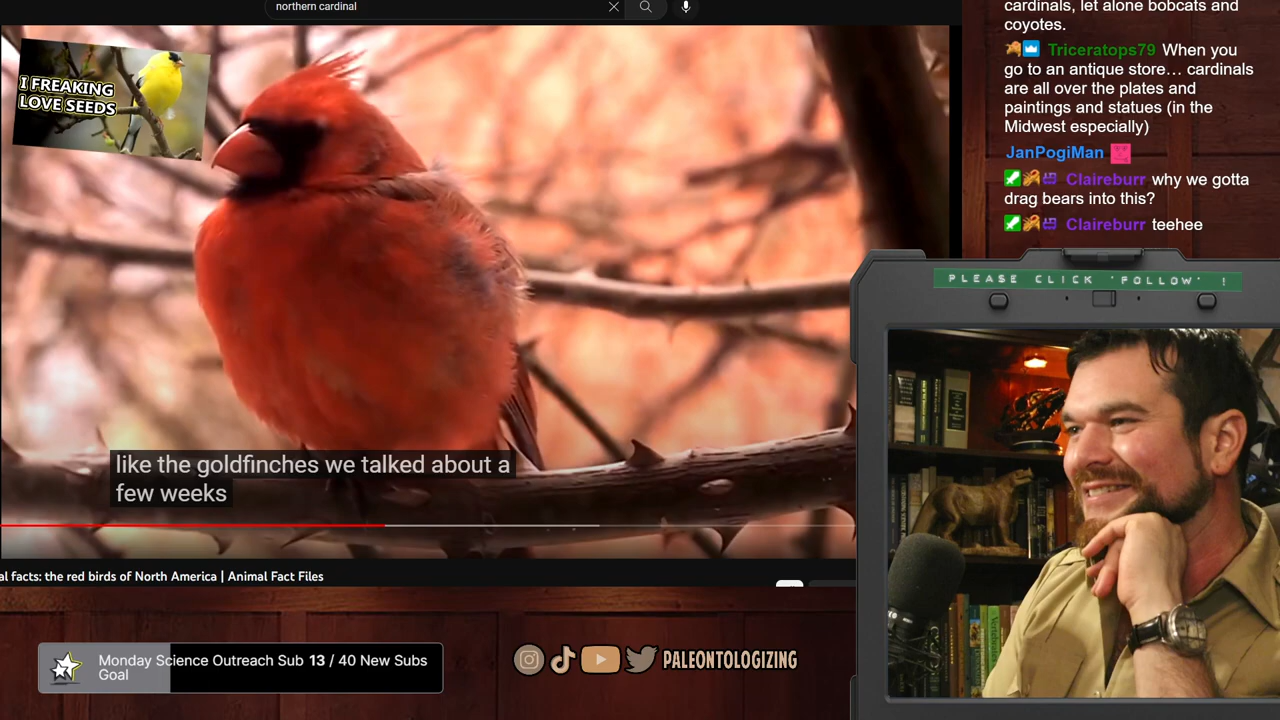 northern cardinal
I FREAKING
LOVE SEEDS
like the goldfinches we talked about a
few weeks
al facts: the red birds of North America | Animal Fact Files
Monday Science Outreach Sub 13 / 40 New Subs
Goal
PALEONTOLOGIZING
cardinals, let alone bobcats and
coyotes.
Triceratops79 When you
go to an antique store… cardinals
are all over the plates and
paintings and statues (in the
Midwest especially)
JanPogiMan
Claireburr why we gotta
drag bears into this?
Claireburr teehee
PLEASE CLICK "FOLLOW" !